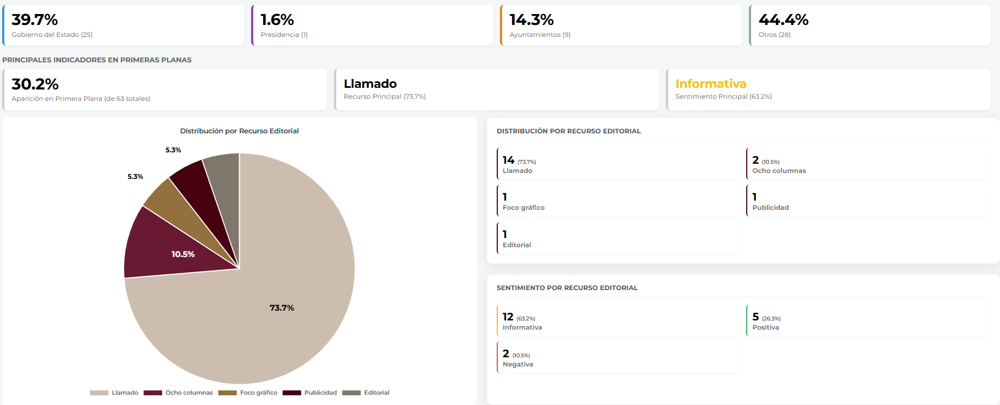 39.7%
Gobierno del Estado (25)
1.6%
Presidencia (1)
14.3%
Ayuntamientos (9)
44.4%
Otros (28)
PRINCIPALES INDICADORES EN PRIMERAS PLANAS
30.2%
Aparición en Primera Plana (de 63 totales)
Llamado
Recurso Principal (73.7%)
Informativa
Sentimiento Principal (63.2%)
Distribución por Recurso Editorial
5.3%
5.3%
10.5%
73.7%
Llamado Ocho columnas Foco gráfico Publicidad Editorial
DISTRIBUCIÓN POR RECURSO EDITORIAL
14 (73.7%)
Llamado
2 (10.5%)
Ocho columnas
1
Foco gráfico
1
Publicidad
1
Editorial
SENTIMIENTO POR RECURSO EDITORIAL
12 (63.2%)
Informativa
5 (26.3%)
Positiva
2 (10.5%)
Negativa